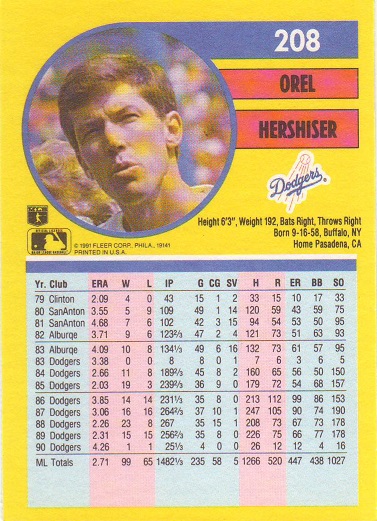 208
OREL
HERSHISER
Dodgers
Height 6'3", Weight 192, Bats Right, Throws Right
Born 9-16-58, Buffalo, NY
Home Pasadena, CA
© 1991 FLEER CORP., PHILA., 19141
PRINTED IN U.S.A.
Yr. Club ERA W L IP G CG SV H R ER BB SO
79 Clinton 2.09 4 0 43 15 1 2 33 15 10 17 33
80 SanAnton 3.55 5 9 109 49 1 14 120 59 43 59 75
81 SanAnton 4.68 7 6 102 42 3 15 94 54 53 50 95
82 Alburqe 3.71 9 6 123⅔ 47 2 4 121 73 51 63 93
83 Alburqe 4.09 10 8 134⅓ 49 6 16 132 73 61 57 95
83 Dodgers 3.38 0 0 8 8 0 1 7 6 3 6 5
84 Dodgers 2.66 11 8 189⅔ 45 8 2 160 65 56 50 150
85 Dodgers 2.03 19 3 239⅔ 36 9 0 179 72 54 68 157
86 Dodgers 3.85 14 14 231⅓ 35 8 0 213 112 99 86 153
87 Dodgers 3.06 16 16 264⅔ 37 10 1 247 105 90 74 190
88 Dodgers 2.26 23 8 267 35 15 1 208 73 67 73 178
89 Dodgers 2.31 15 15 256⅔ 35 8 0 226 75 66 77 178
90 Dodgers 4.26 1 1 25⅓ 4 0 0 26 12 12 4 16
ML Totals 2.71 99 65 1482⅓ 235 58 5 1266 520 447 438 1027